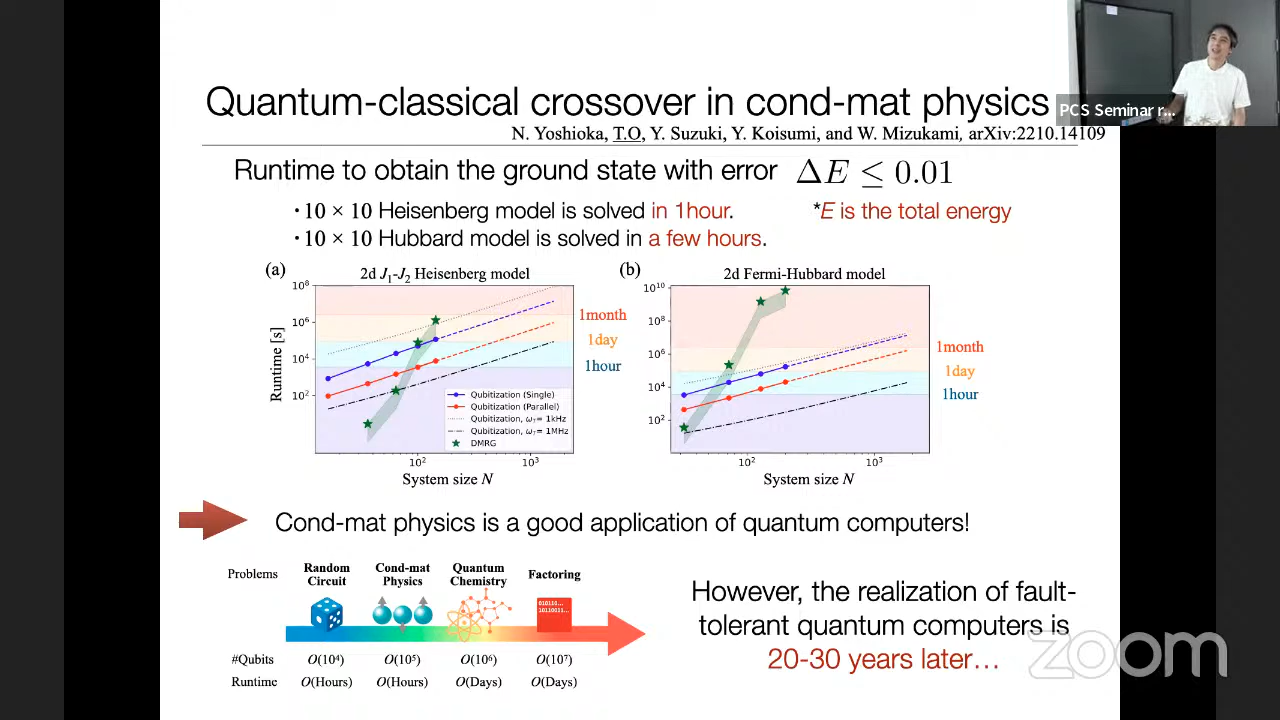 Quantum-classical crossover in cond-mat physics
PCS Seminar r...
N. Yoshioka, T.O, Y. Suzuki, Y. Koisumi, and W. Mizukami, arXiv:2210.14109
Runtime to obtain the ground state with error ΔE ≤ 0.01
· 10 × 10 Heisenberg model is solved in 1hour.
*E is the total energy
· 10 × 10 Hubbard model is solved in a few hours.
(a)
2d J₁-J₂ Heisenberg model
10⁸
10⁶
10⁴
10²
Runtime [s]
1month
1day
1hour
Qubitization (Single)
Qubitization (Parallel)
Qubitization, ω_T= 1kHz
Qubitization, ω_T= 1MHz
DMRG
10²
10³
System size N
(b)
2d Fermi-Hubbard model
10¹⁰
10⁸
10⁶
10⁴
10²
1month
1day
1hour
10²
10³
System size N
Cond-mat physics is a good application of quantum computers!
Problems
Random Circuit
Cond-mat Physics
Quantum Chemistry
Factoring
010110...
10110011...
#Qubits O(10⁴) O(10⁵) O(10⁶) O(10⁷)
Runtime O(Hours) O(Hours) O(Days) O(Days)
However, the realization of fault-
tolerant quantum computers is
20-30 years later…
zoom